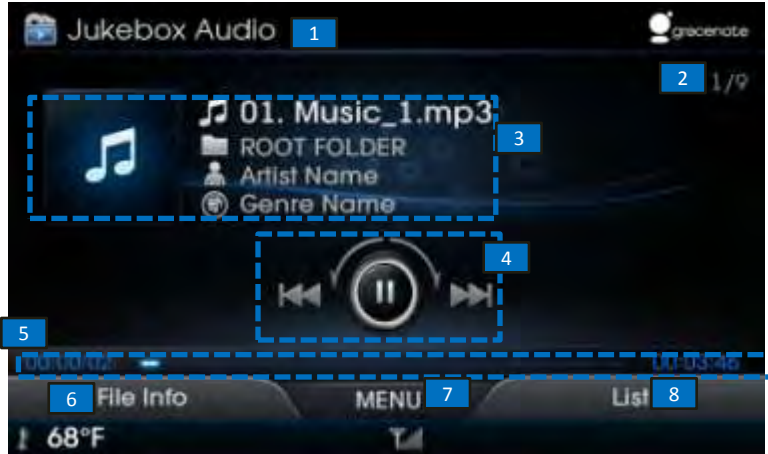 Jukebox Audio 1
gracenote
2 1/9
01. Music_1.mp3
3
ROOT FOLDER
Artist Name
Genre Name
4
5
00:00:02 00:03:46
6 File Info MENU 7 List 8
68°F